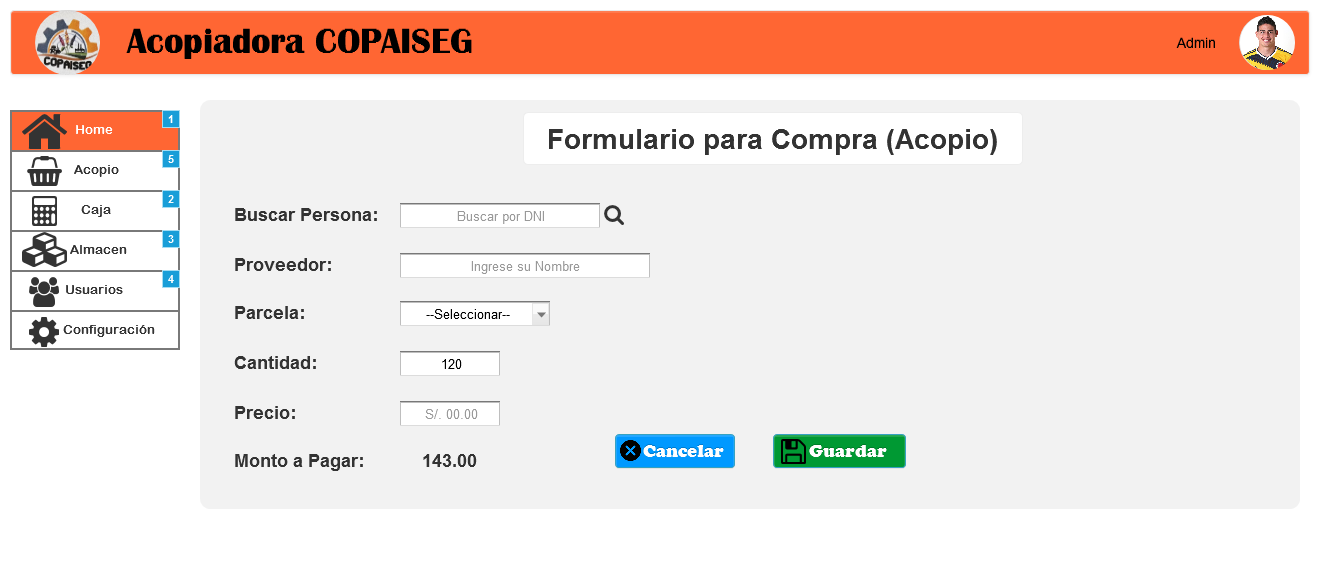 COPAISEG
Acopiadora COPAISEG
Admin
Home 1
Acopio 5
Caja 2
Almacen 3
Usuarios 4
Configuración
Formulario para Compra (Acopio)
Buscar Persona: Buscar por DNI
Proveedor: Ingrese su Nombre
Parcela: --Seleccionar--
Cantidad: 120
Precio: S/. 00.00
Monto a Pagar: 143.00
Cancelar
Guardar